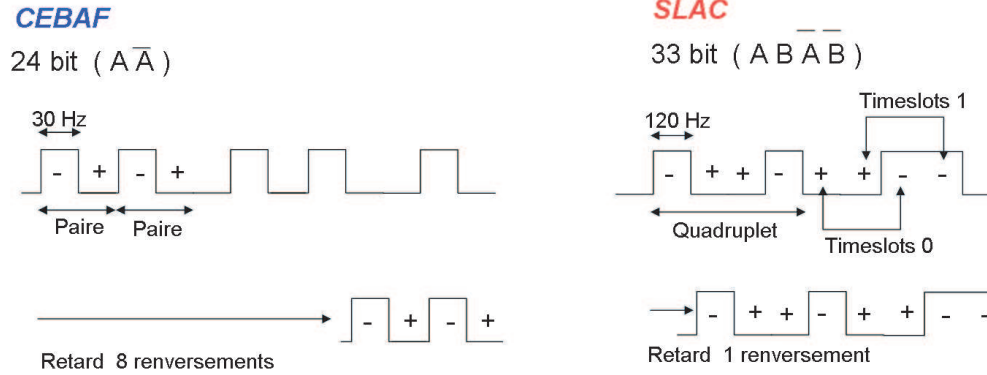 CEBAF
24 bit ( A A̅ )
30 Hz
- + - +
Paire Paire
- + - +
Retard 8 renversements
SLAC
33 bit ( A B A̅ B̅ )
Timeslots 1
120 Hz
- + + - + + - -
Quadruplet
Timeslots 0
- + + - + + - -
Retard 1 renversement